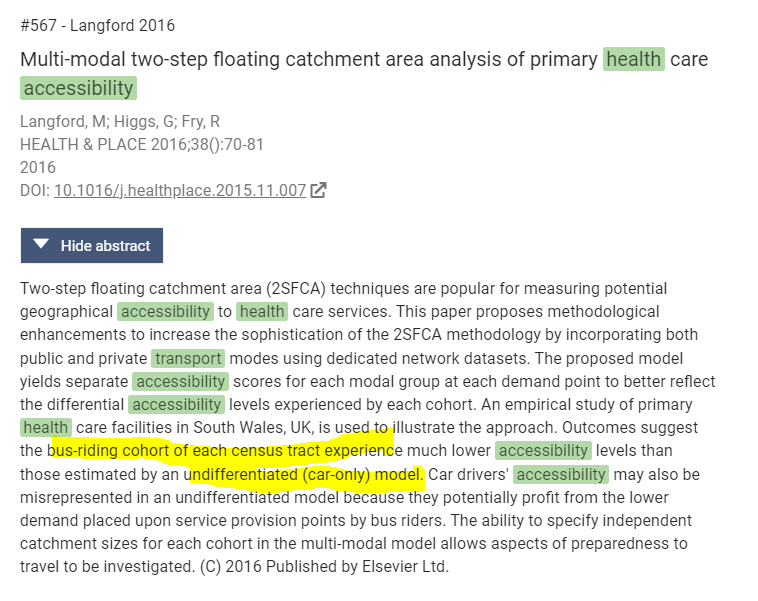 #567 - Langford 2016
Multi-modal two-step floating catchment area analysis of primary health care
accessibility
Langford, M; Higgs, G; Fry, R
HEALTH & PLACE 2016;38():70-81
2016
DOI: 10.1016/j.healthplace.2015.11.007
Hide abstract
Two-step floating catchment area (2SFCA) techniques are popular for measuring potential
geographical accessibility to health care services. This paper proposes methodological
enhancements to increase the sophistication of the 2SFCA methodology by incorporating both
public and private transport modes using dedicated network datasets. The proposed model
yields separate accessibility scores for each modal group at each demand point to better reflect
the differential accessibility levels experienced by each cohort. An empirical study of primary
health care facilities in South Wales, UK, is used to illustrate the approach. Outcomes suggest
the bus-riding cohort of each census tract experience much lower accessibility levels than
those estimated by an undifferentiated (car-only) model. Car drivers' accessibility may also be
misrepresented in an undifferentiated model because they potentially profit from the lower
demand placed upon service provision points by bus riders. The ability to specify independent
catchment sizes for each cohort in the multi-modal model allows aspects of preparedness to
travel to be investigated. (C) 2016 Published by Elsevier Ltd.